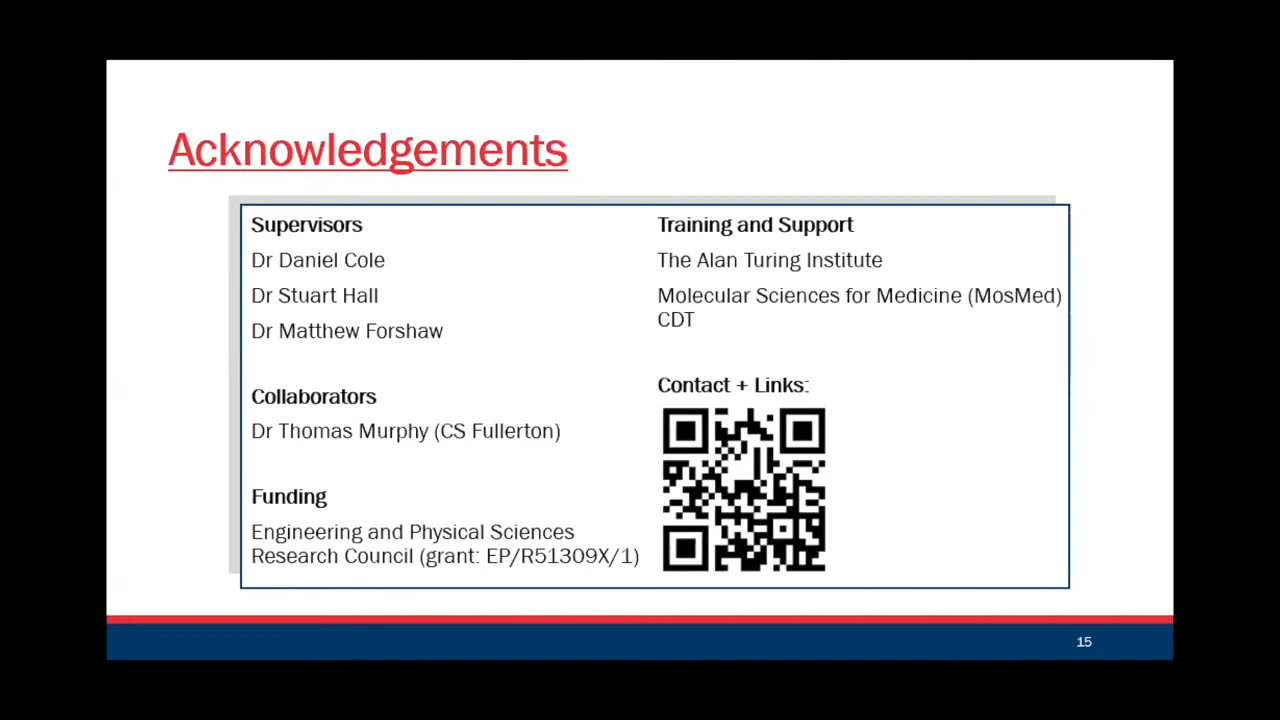 Acknowledgements
Supervisors
Dr Daniel Cole
Dr Stuart Hall
Dr Matthew Forshaw
Collaborators
Dr Thomas Murphy (CS Fullerton)
Funding
Engineering and Physical Sciences
Research Council (grant: EP/R51309X/1)
Training and Support
The Alan Turing Institute
Molecular Sciences for Medicine (MosMed)
CDT
Contact + Links:
15